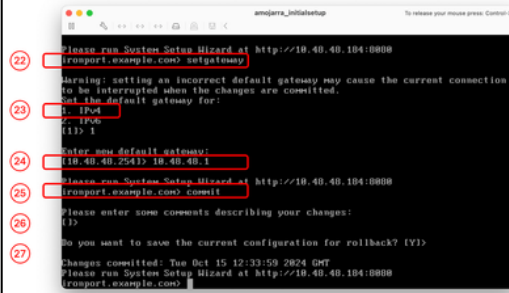 amojarra_initialsetup
To release your mouse press: Control-
Please run System Setup Wizard at http://10.48.48.184:8080
22
ironport.example.com> setgateway
Warning: setting an incorrect default gateway may cause the current connection
to be interrupted when the changes are committed.
Set the default gateway for:
23
1. IPv4
2. IPv6
[1]> 1
Enter new default gateway:
24
[10.48.48.254]> 10.48.48.1
Please run System Setup Wizard at http://10.48.48.184:8080
25
ironport.example.com> commit
Please enter some comments describing your changes:
26
[]>
Do you want to save the current configuration for rollback? [Y]>
27
Changes committed: Tue Oct 15 12:33:59 2024 GMT
Please run System Setup Wizard at http://10.48.48.184:8080
ironport.example.com>